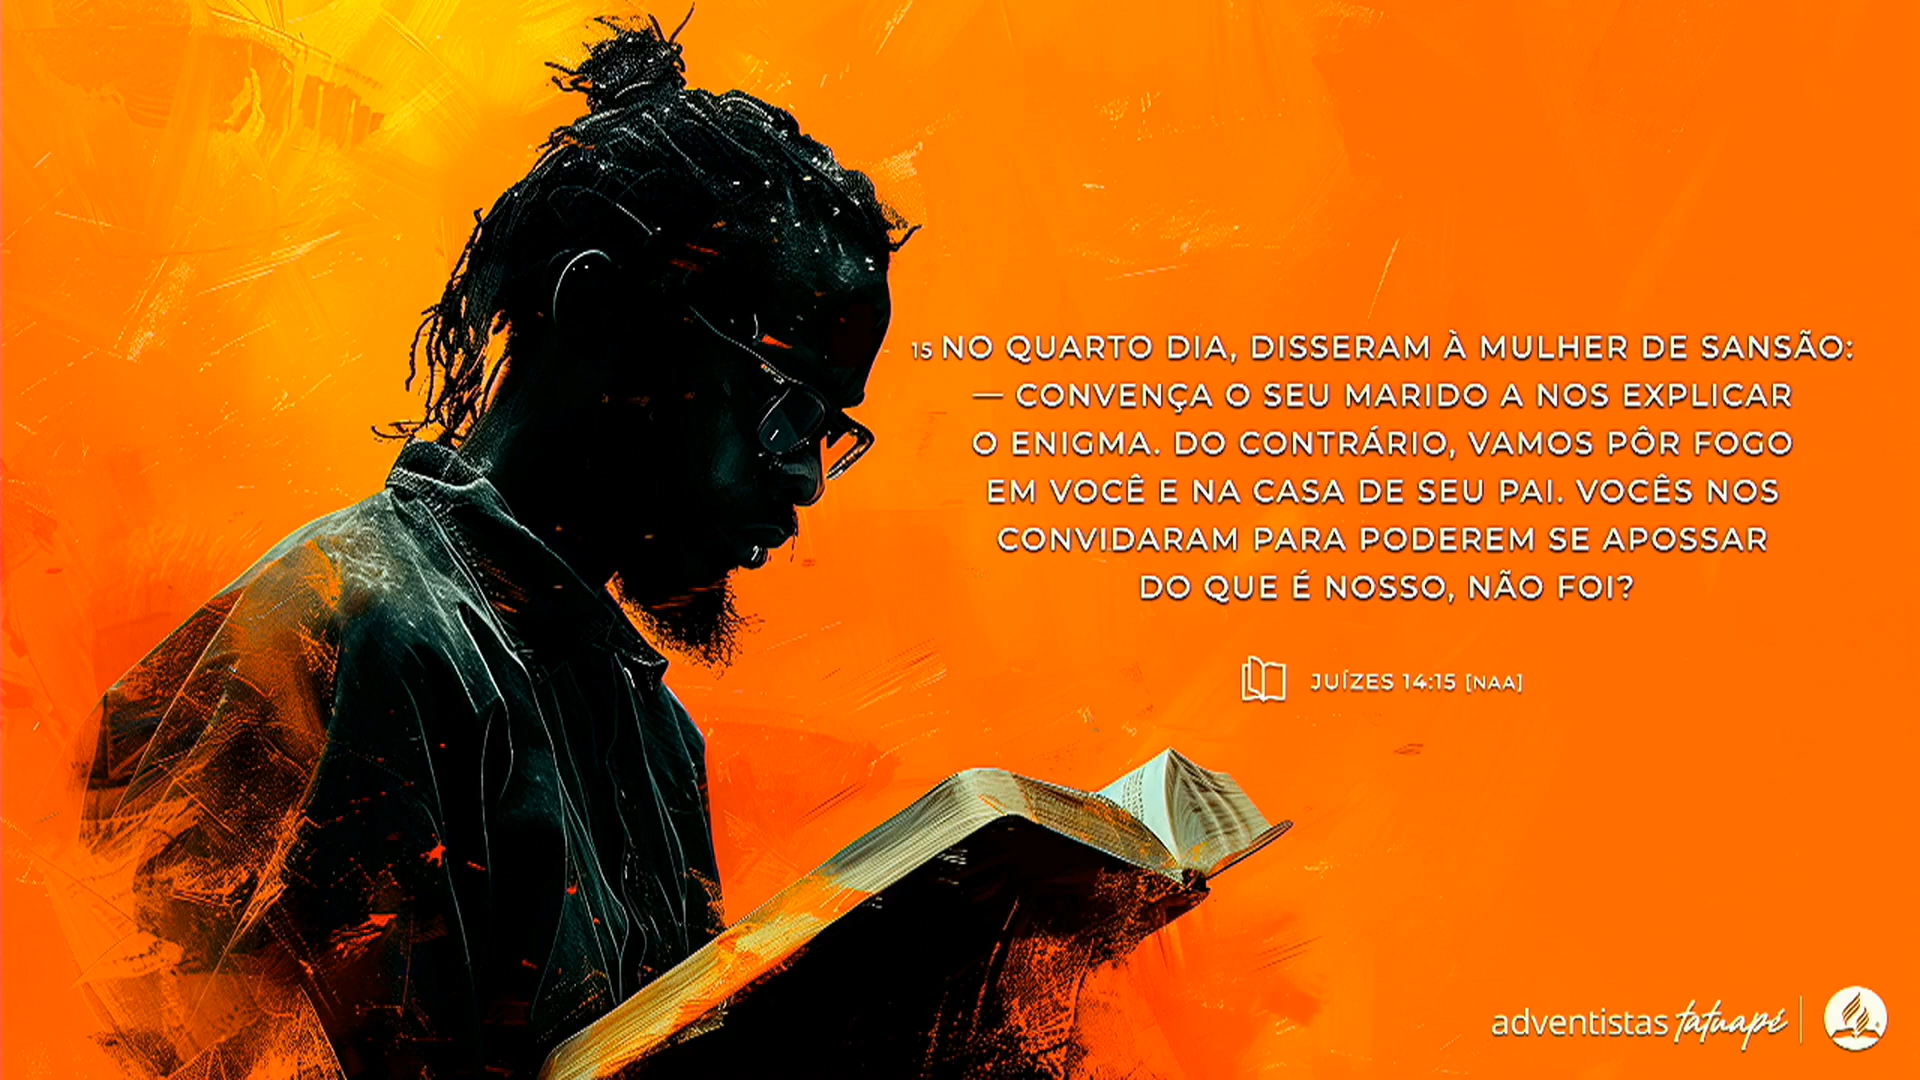 15 NO QUARTO DIA, DISSERAM À MULHER DE SANSÃO:
— CONVENÇA O SEU MARIDO A NOS EXPLICAR
O ENIGMA. DO CONTRÁRIO, VAMOS PÔR FOGO
EM VOCÊ E NA CASA DE SEU PAI. VOCÊS NOS
CONVIDARAM PARA PODEREM SE APOSSAR
DO QUE É NOSSO, NÃO FOI?
JUÍZES 14:15 [NAA]
adventistas tatuapé